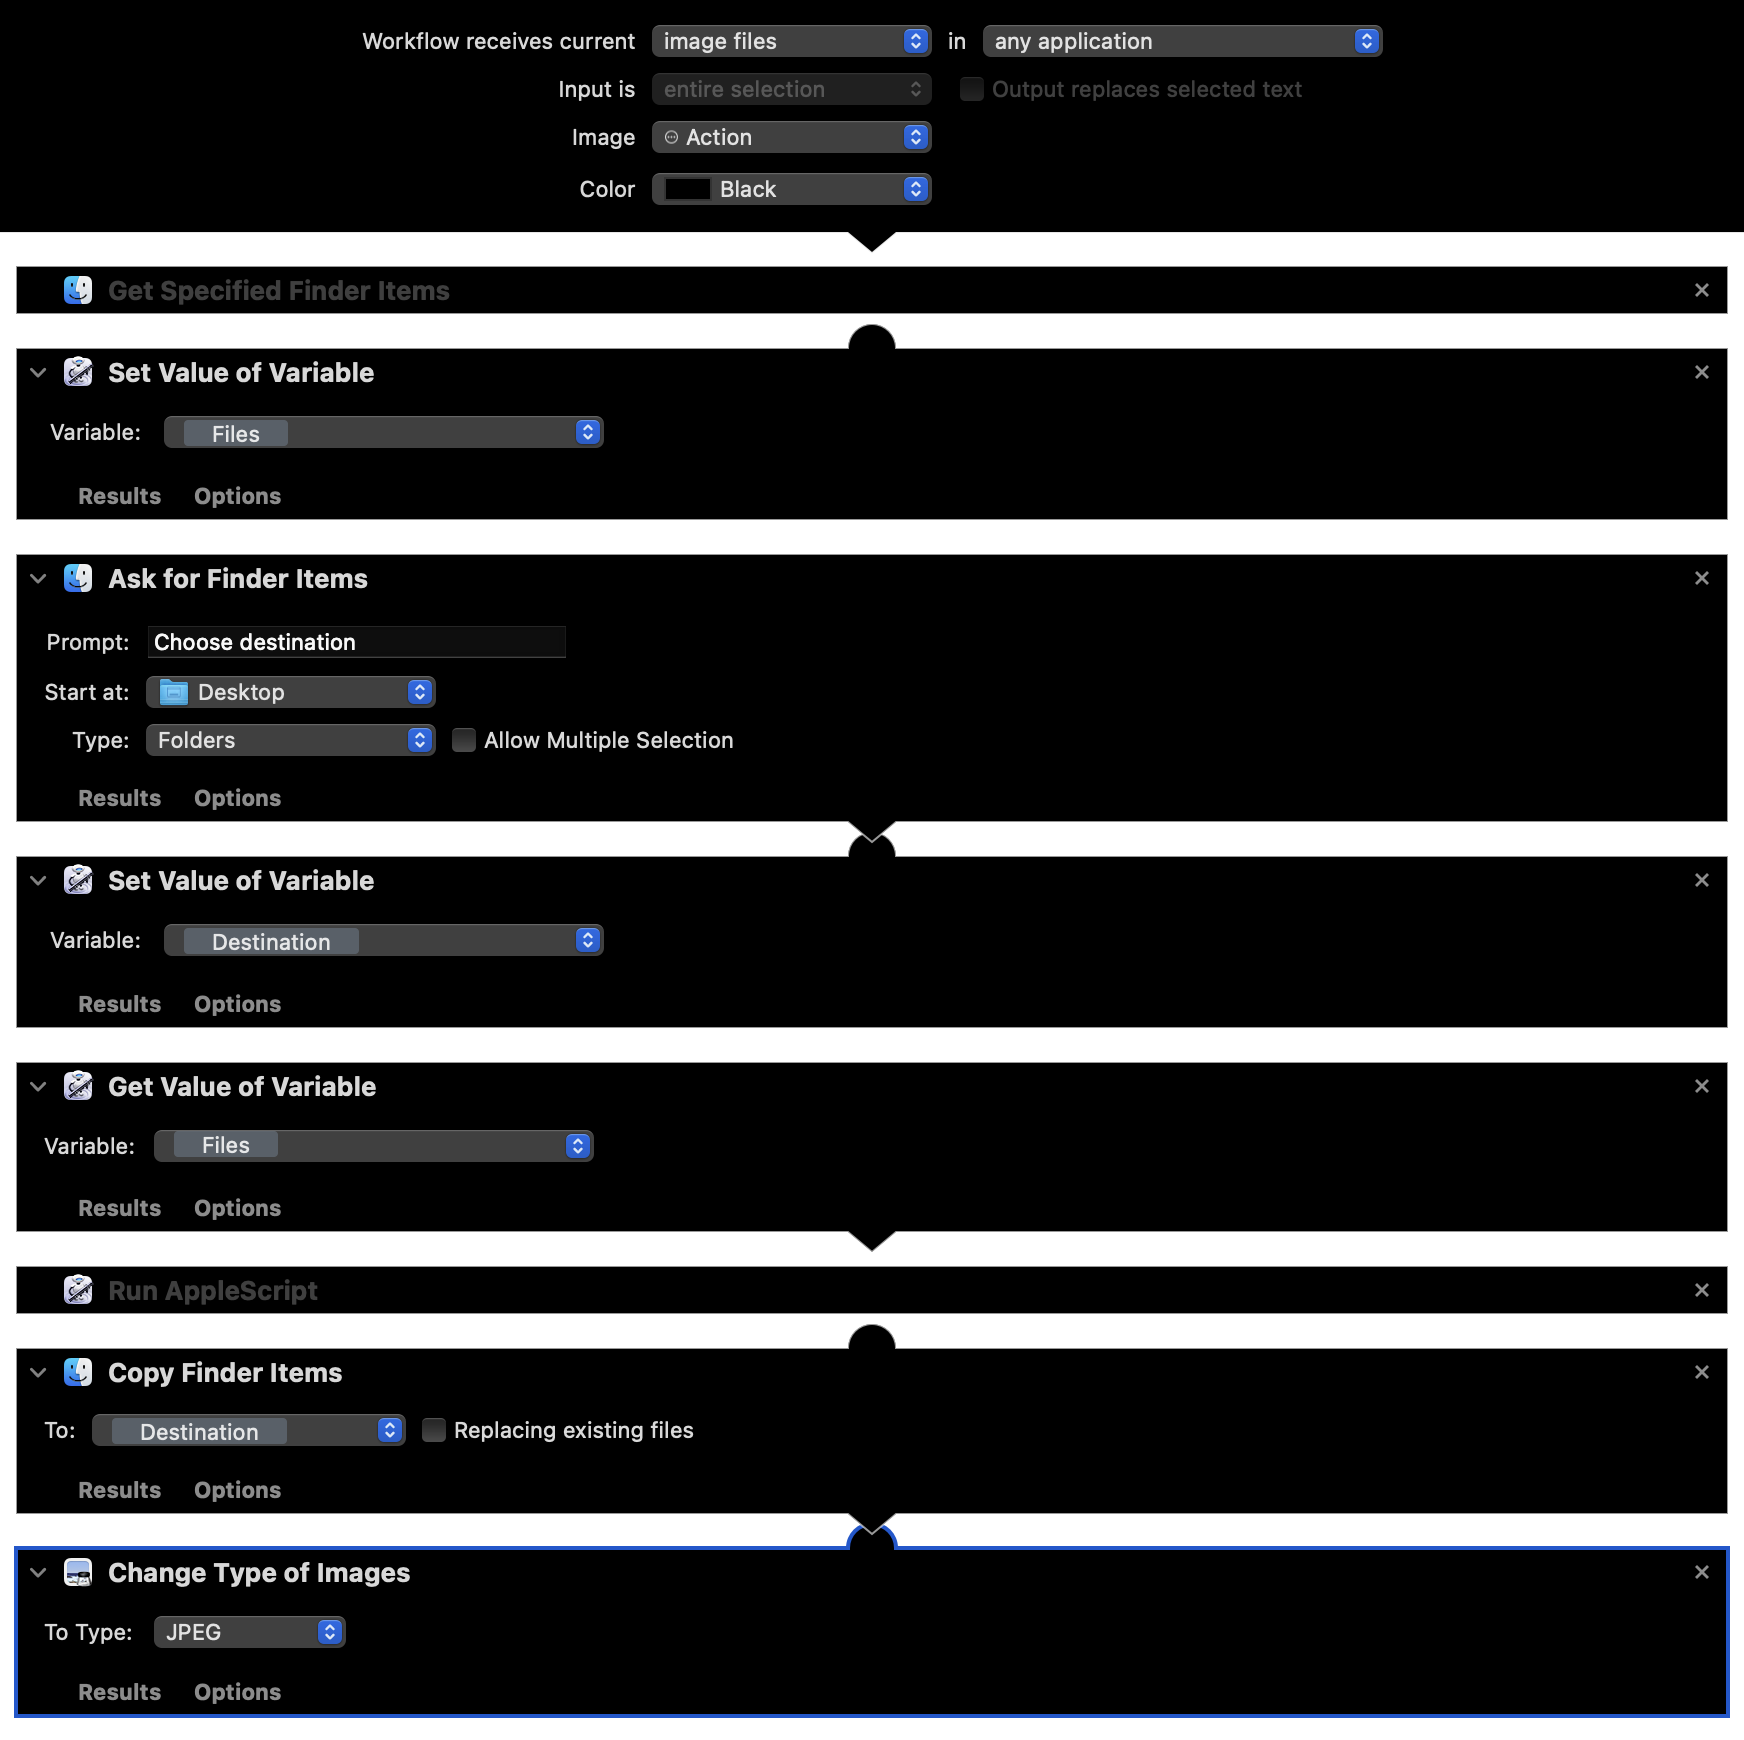 Workflow receives current image files in any application
Input is entire selection Output replaces selected text
Image Action
Color Black
Get Specified Finder Items
Set Value of Variable
Variable: Files
Results Options
Ask for Finder Items
Prompt: Choose destination
Start at: Desktop
Type: Folders Allow Multiple Selection
Results Options
Set Value of Variable
Variable: Destination
Results Options
Get Value of Variable
Variable: Files
Results Options
Run AppleScript
Copy Finder Items
To: Destination Replacing existing files
Results Options
Change Type of Images
To Type: JPEG
Results Options